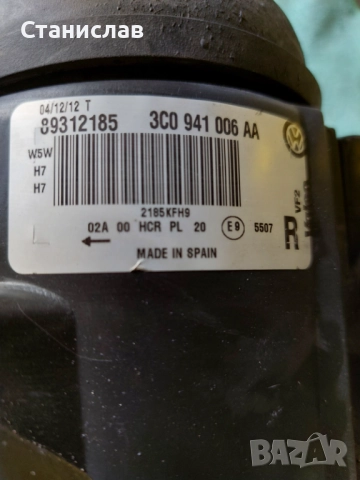 Станислав
04/12/12 T
89312185 3C0 941 006 AA
W5W
H7
H7
2185KFH9
02A 00 HCR PL 20 E9 5507
MADE IN SPAIN
R
VF2
BAZAR